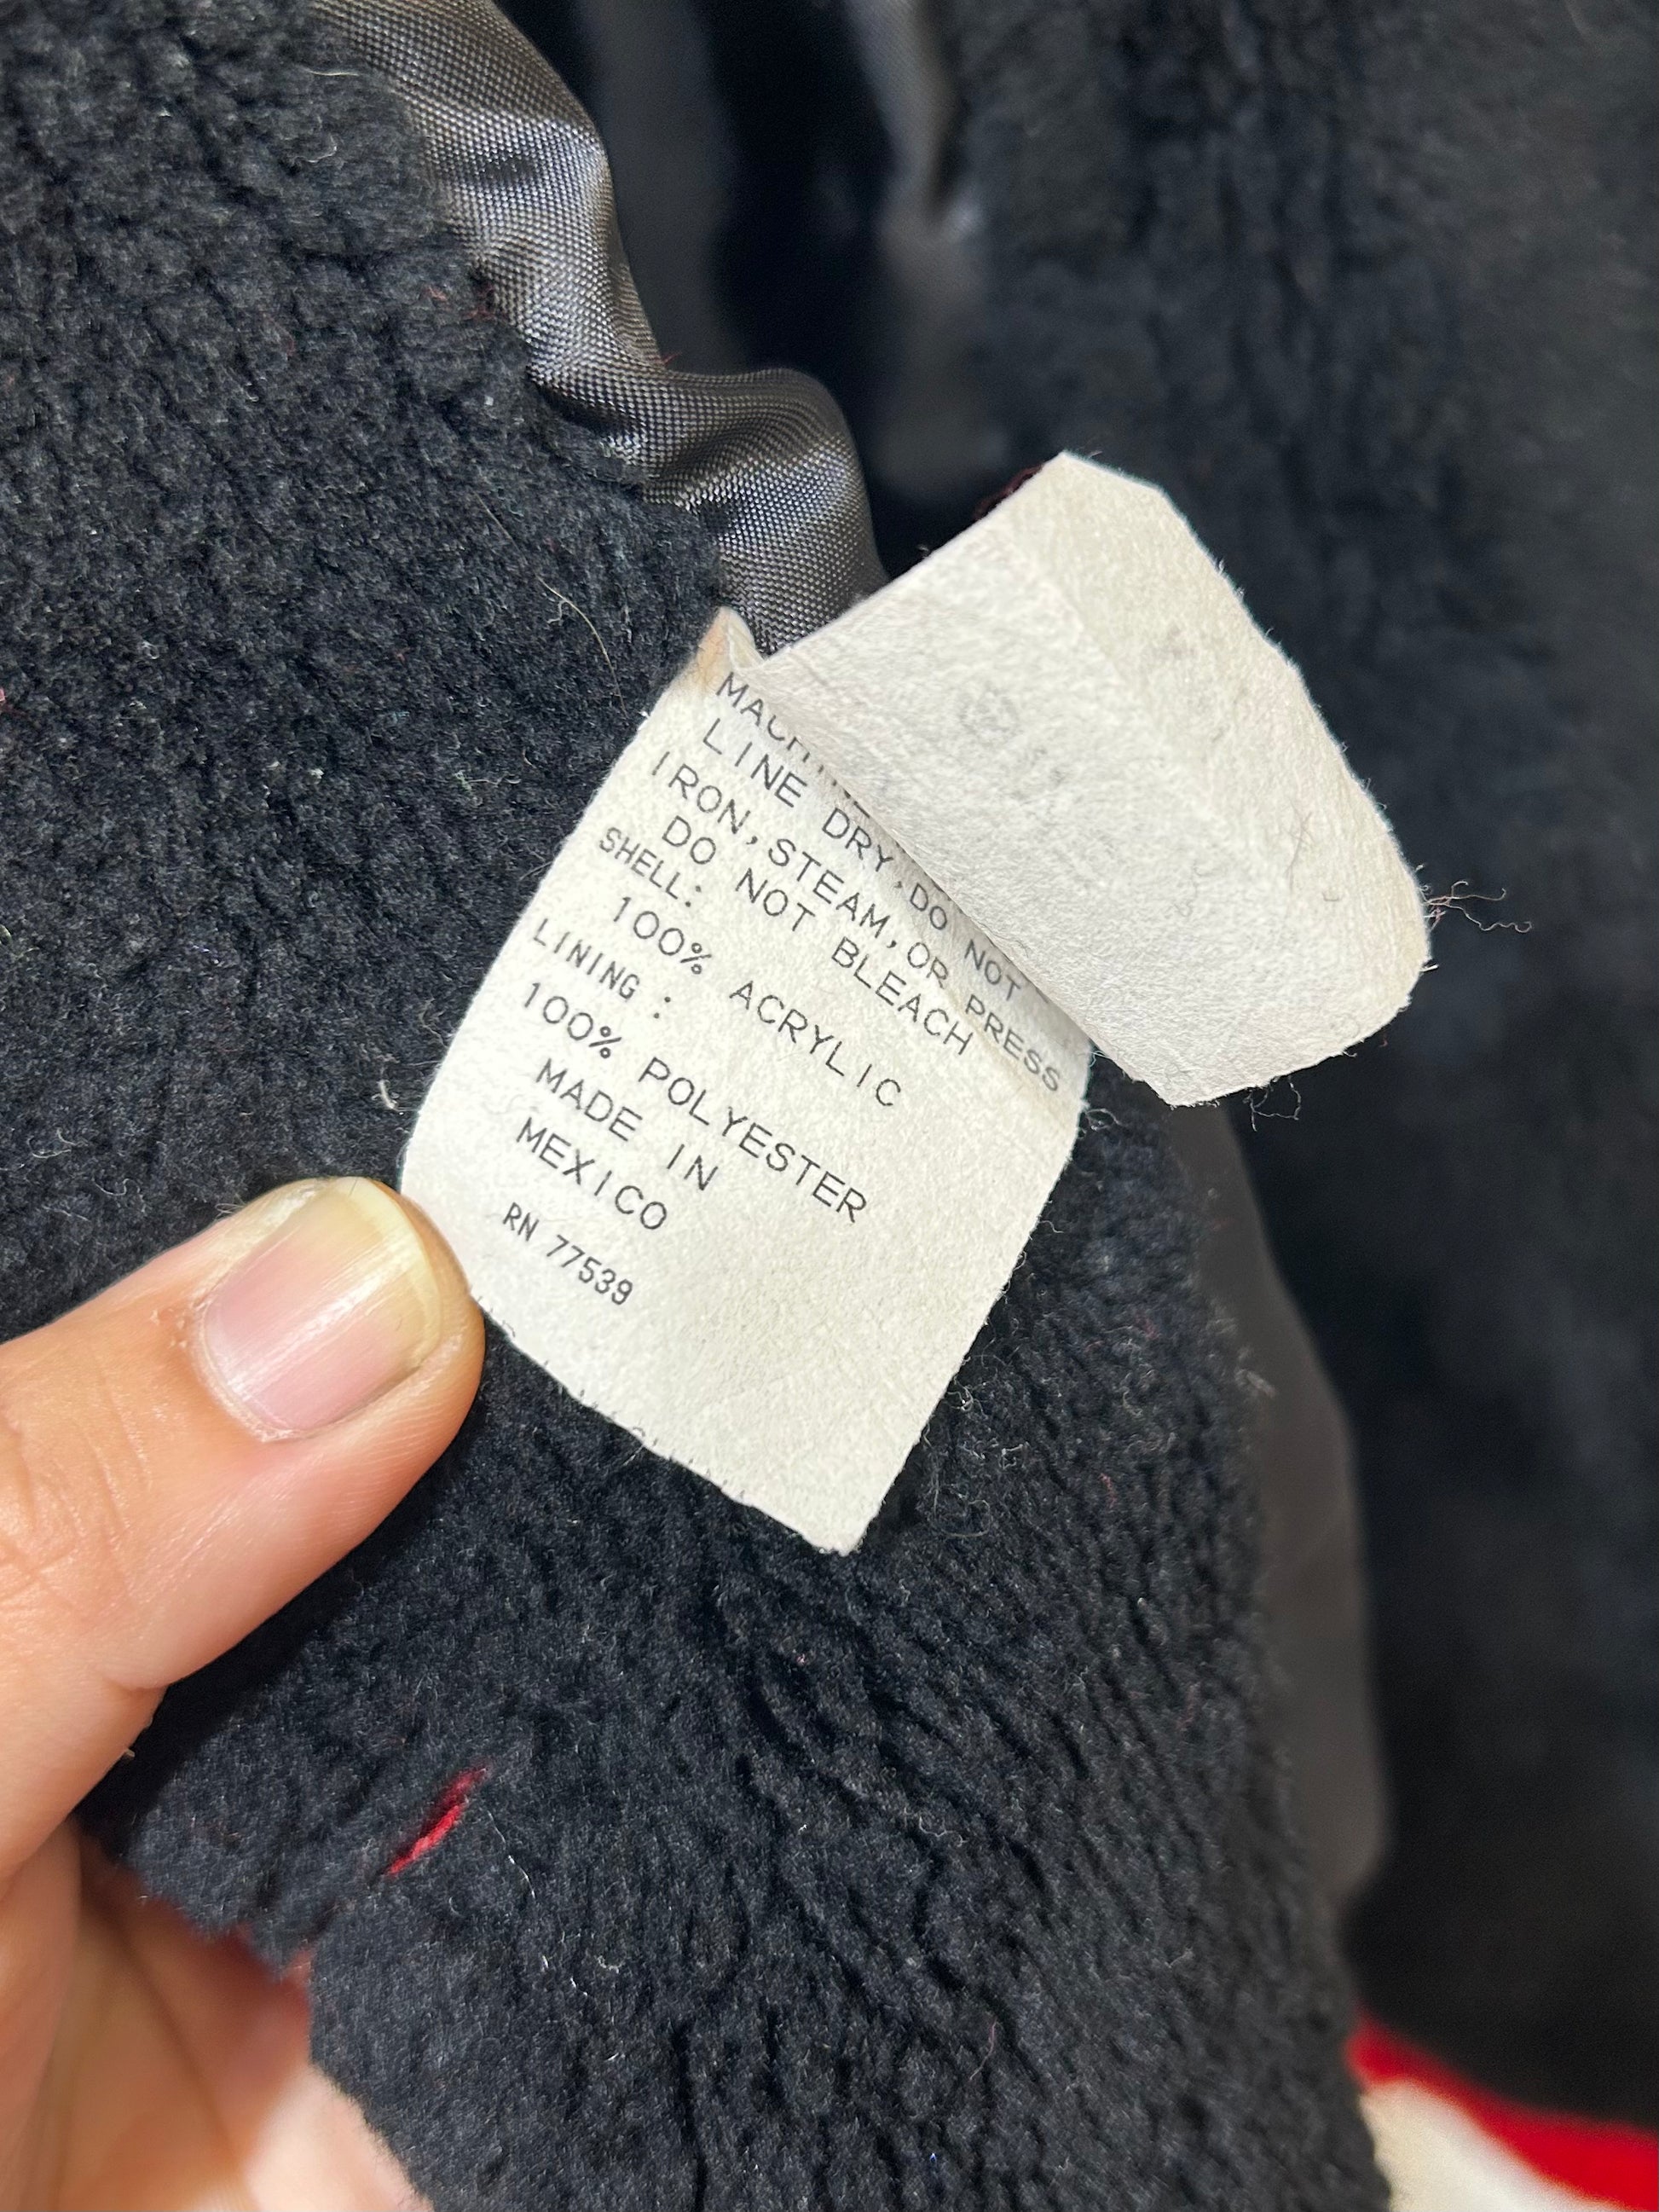 LINE DRY, DO NOT
IRON, STEAM, OR PRESS
DO NOT BLEACH
SHELL:
100% ACRYLIC
LINING :
100% POLYESTER
MADE IN
MEXICO
RN 77539